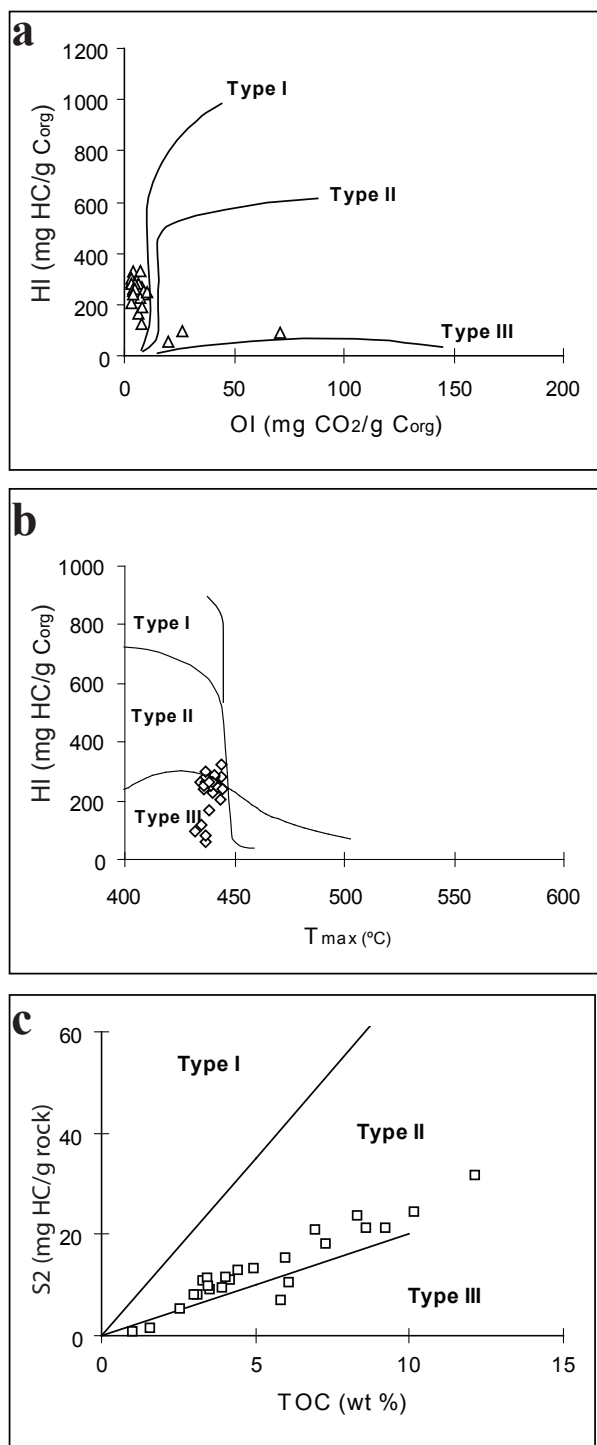 a
1200
1000
800
600
400
200
0
HI (mg HC/g Corg)
Type I
Type II
Type III
0 50 100 150 200
OI (mg CO2/g Corg)
b
1000
800
600
400
200
0
HI (mg HC/g Corg)
Type I
Type II
Type III
400 450 500 550 600
Tmax (ºC)
c
60
40
20
0
S2 (mg HC/g rock)
Type I
Type II
Type III
0 5 10 15
TOC (wt %)